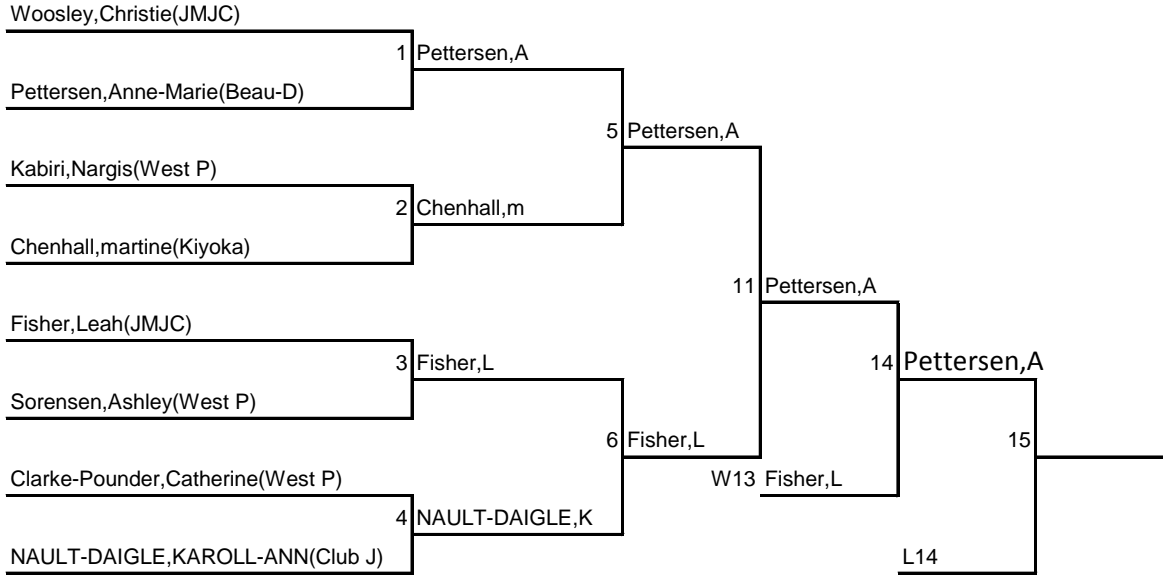 Woosley,Christie(JMJC)
1 Pettersen,A
Pettersen,Anne-Marie(Beau-D)
5 Pettersen,A
Kabiri,Nargis(West P)
2 Chenhall,m
Chenhall,martine(Kiyoka)
11 Pettersen,A
Fisher,Leah(JMJC)
3 Fisher,L
14 Pettersen,A
Sorensen,Ashley(West P)
6 Fisher,L
15
Clarke-Pounder,Catherine(West P)
W13 Fisher,L
4 NAULT-DAIGLE,K
NAULT-DAIGLE,KAROLL-ANN(Club J)
L14